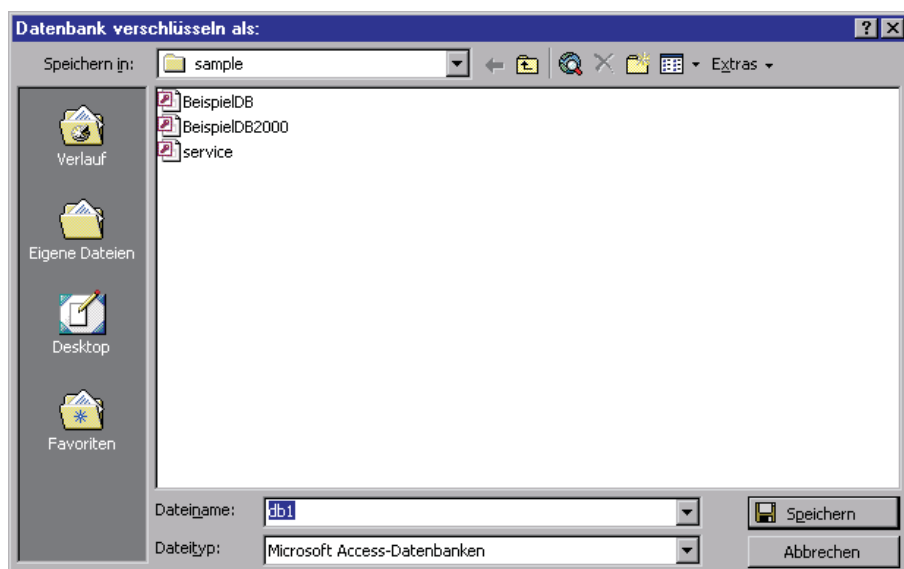 Datenbank verschlüsseln als:
Speichern in: sample Extras
BeispielDB
BeispielDB2000
service
Verlauf
Eigene Dateien
Desktop
Favoriten
Dateiname: db1 Speichern
Dateityp: Microsoft Access-Datenbanken Abbrechen